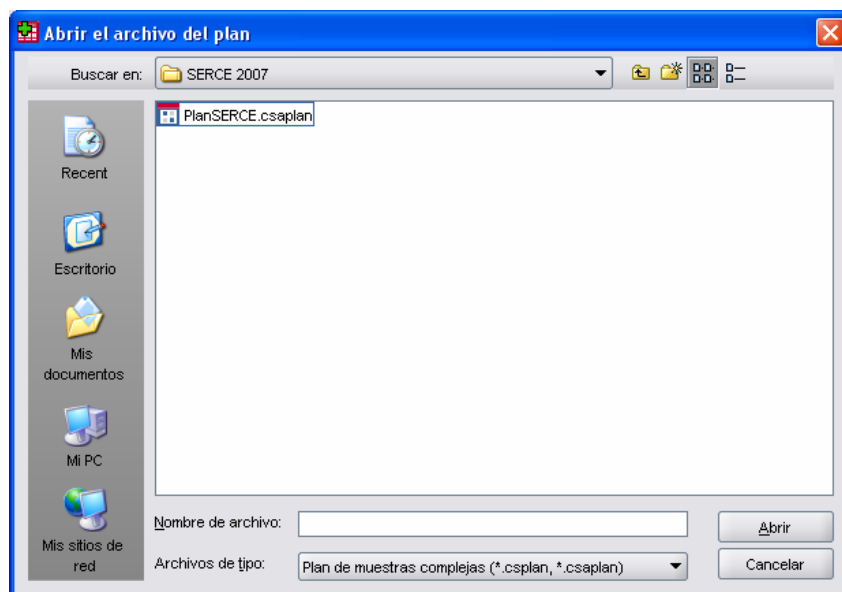 Abrir el archivo del plan
Buscar en: SERCE 2007
PlanSERCE.csaplan
Recent
Escritorio
Mis
documentos
Mi PC
Mis sitios de
red
Nombre de archivo:
Abrir
Archivos de tipo: Plan de muestras complejas (*.csplan, *.csaplan)
Cancelar